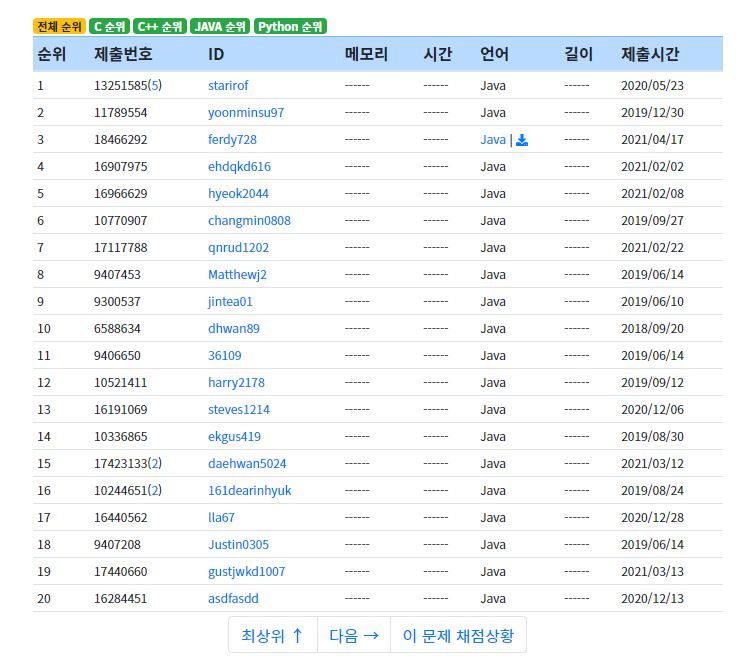 전체 순위 C 순위 C++ 순위 JAVA 순위 Python 순위
순위 제출번호 ID 메모리 시간 언어 길이 제출시간
1 13251585(5) starirof ------ ------ Java ------ 2020/05/23
2 11789554 yoonminsu97 ------ ------ Java ------ 2019/12/30
3 18466292 ferdy728 ------ ------ Java | ------ 2021/04/17
4 16907975 ehdqkd616 ------ ------ Java ------ 2021/02/02
5 16966629 hyeok2044 ------ ------ Java ------ 2021/02/08
6 10770907 changmin0808 ------ ------ Java ------ 2019/09/27
7 17117788 qnrud1202 ------ ------ Java ------ 2021/02/22
8 9407453 Matthewj2 ------ ------ Java ------ 2019/06/14
9 9300537 jintea01 ------ ------ Java ------ 2019/06/10
10 6588634 dhwan89 ------ ------ Java ------ 2018/09/20
11 9406650 36109 ------ ------ Java ------ 2019/06/14
12 10521411 harry2178 ------ ------ Java ------ 2019/09/12
13 16191069 steves1214 ------ ------ Java ------ 2020/12/06
14 10336865 ekgus419 ------ ------ Java ------ 2019/08/30
15 17423133(2) daehwan5024 ------ ------ Java ------ 2021/03/12
16 10244651(2) 161dearinhyuk ------ ------ Java ------ 2019/08/24
17 16440562 lla67 ------ ------ Java ------ 2020/12/28
18 9407208 Justin0305 ------ ------ Java ------ 2019/06/14
19 17440660 gustjwkd1007 ------ ------ Java ------ 2021/03/13
20 16284451 asdfasdd ------ ------ Java ------ 2020/12/13
최상위 ↑ 다음 → 이 문제 채점상황